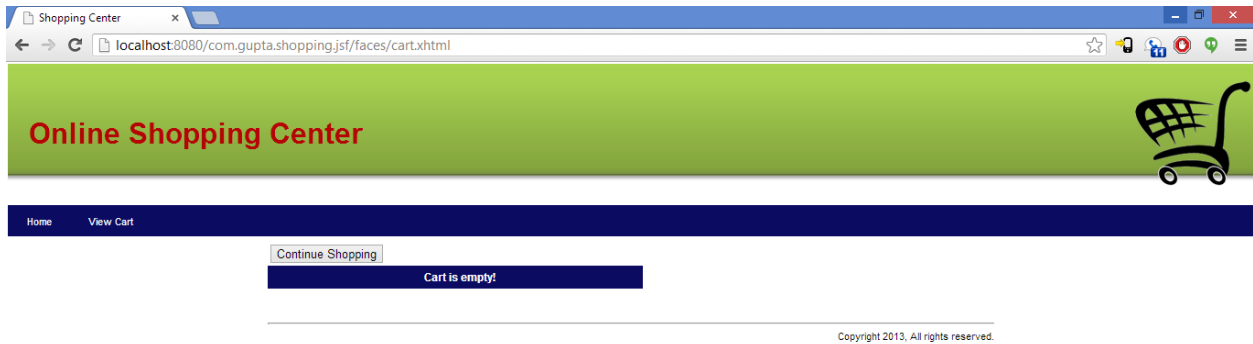 Shopping Center
localhost:8080/com.gupta.shopping.jsf/faces/cart.xhtml
11
Online Shopping Center
Home View Cart
Continue Shopping
Cart is empty!
Copyright 2013, All rights reserved.